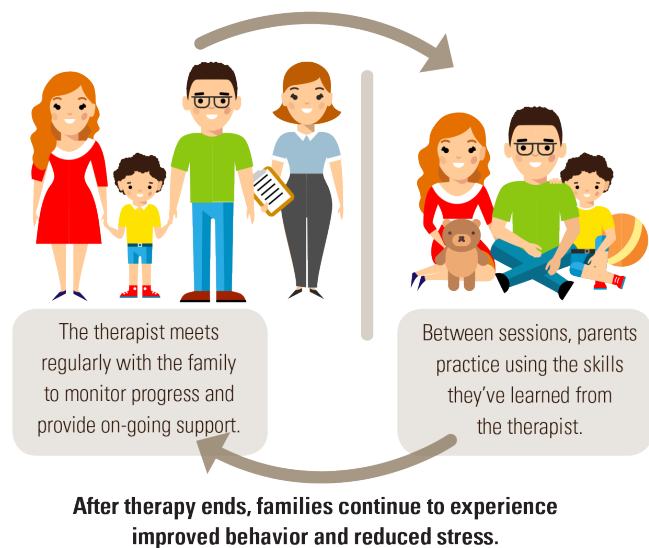 The therapist meets
regularly with the family
to monitor progress and
provide on-going support.
Between sessions, parents
practice using the skills
they’ve learned from
the therapist.
After therapy ends, families continue to experience
improved behavior and reduced stress.